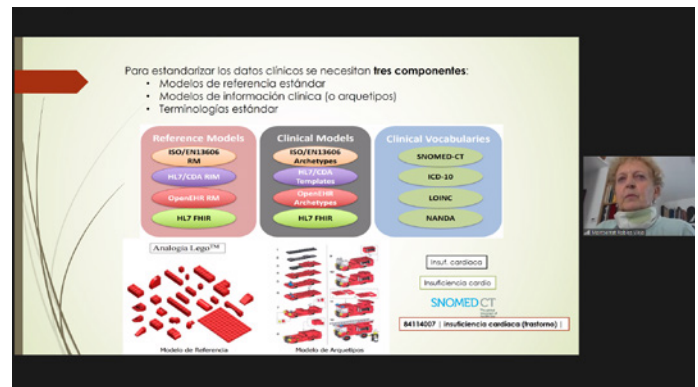 Para estandarizar los datos clínicos se necesitan tres componentes:
• Modelos de referencia estándar
• Modelos de información clínica (o arquetipos)
• Terminologías estándar
Reference Models
ISO/EN13606
RM
HL7/CDA RIM
OpenEHR RM
HL7 FHIR
Clinical Models
ISO/EN13606
Archetypes
HL7/CDA
Templates
OpenEHR
Archetypes
HL7 FHIR
Clinical Vocabularies
SNOMED-CT
ICD-10
LOINC
NANDA
Analogía Lego™
Modelo de Referencia
Modelo de Arquetipos
Insuf. cardiaca
Insuficiencia cardio
SNOMED CT
84114007 | insuficiencia cardíaca (trastorno) |